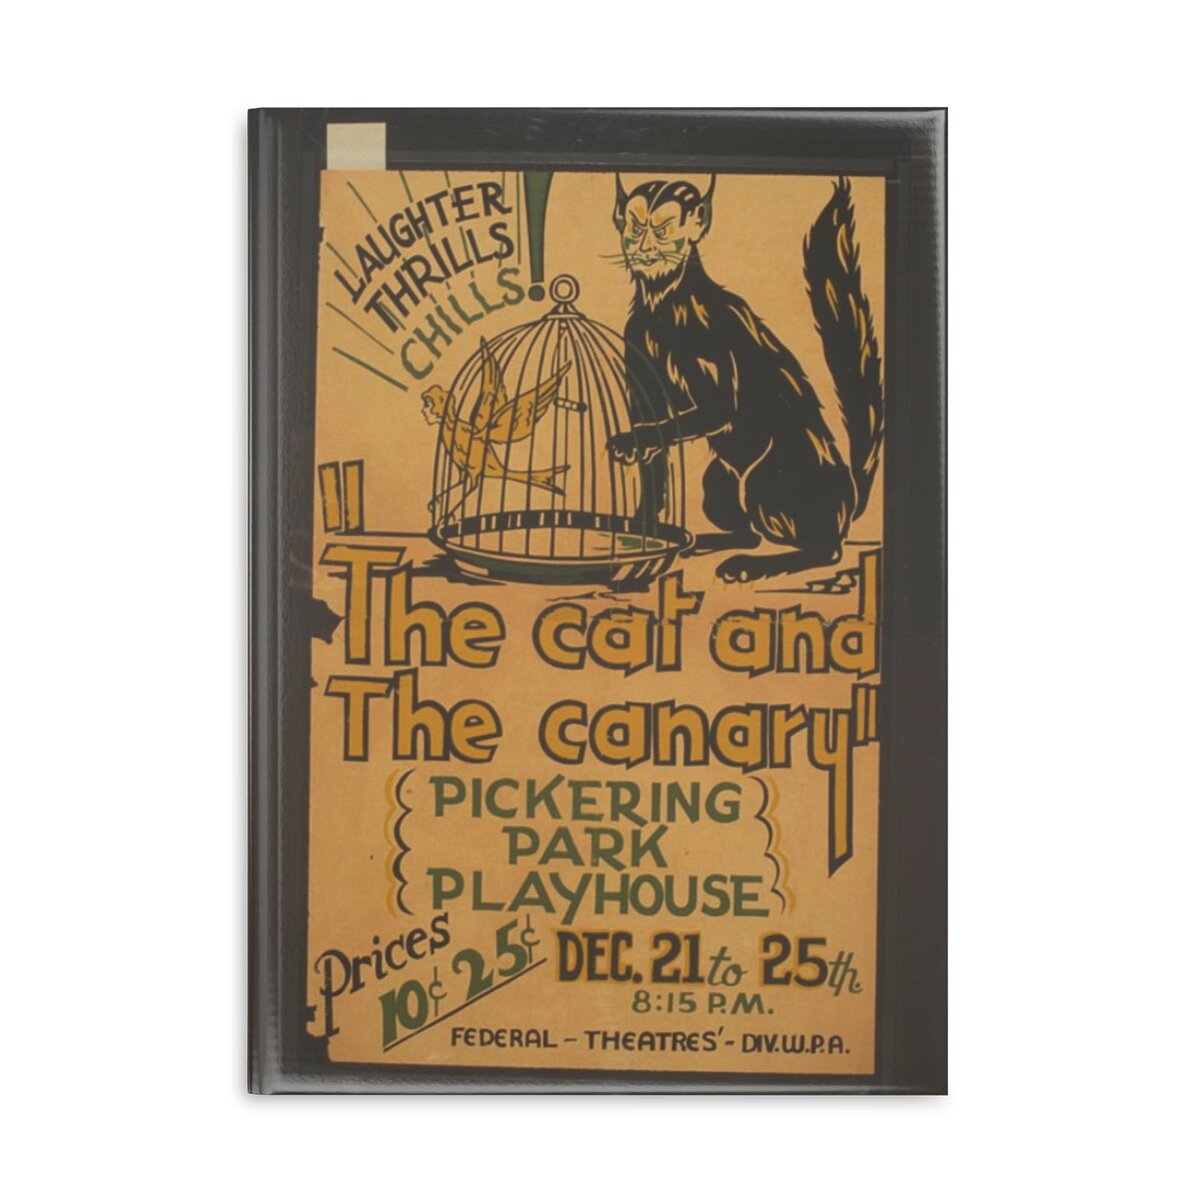 LAUGHTER
THRILLS
CHILLS!
"The cat and
The canary"
PICKERING
PARK
PLAYHOUSE
Prices
10¢ 25¢
DEC. 21 to 25th.
8:15 P.M.
FEDERAL - THEATRES' - DIV. W.P.A.